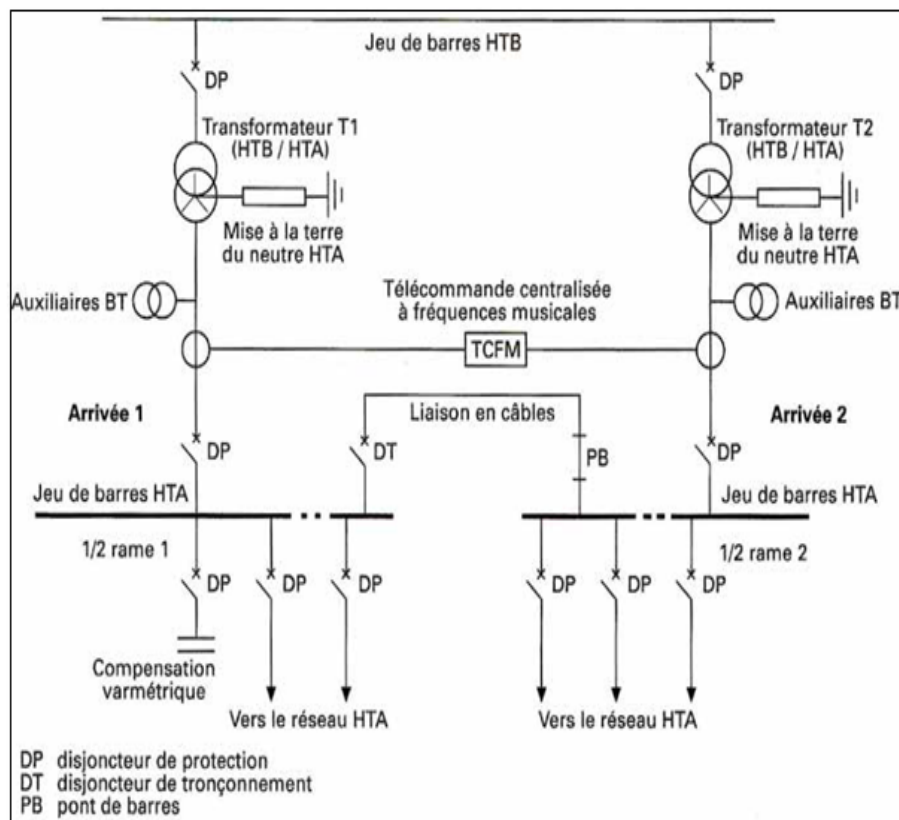 Jeu de barres HTB
DP
DP
Transformateur T1
(HTB / HTA)
Transformateur T2
(HTB / HTA)
Mise à la terre
du neutre HTA
Mise à la terre
du neutre HTA
Auxiliaires BT
Télécommande centralisée
à fréquences musicales
Auxiliaires BT
TCFM
Arrivée 1
Liaison en câbles
Arrivée 2
DP
DT
PB
DP
Jeu de barres HTA
Jeu de barres HTA
1/2 rame 1
1/2 rame 2
DP
DP
DP
DP
DP
DP
Compensation
varmétrique
Vers le réseau HTA
Vers le réseau HTA
DP disjoncteur de protection
DT disjoncteur de tronçonnement
PB pont de barres